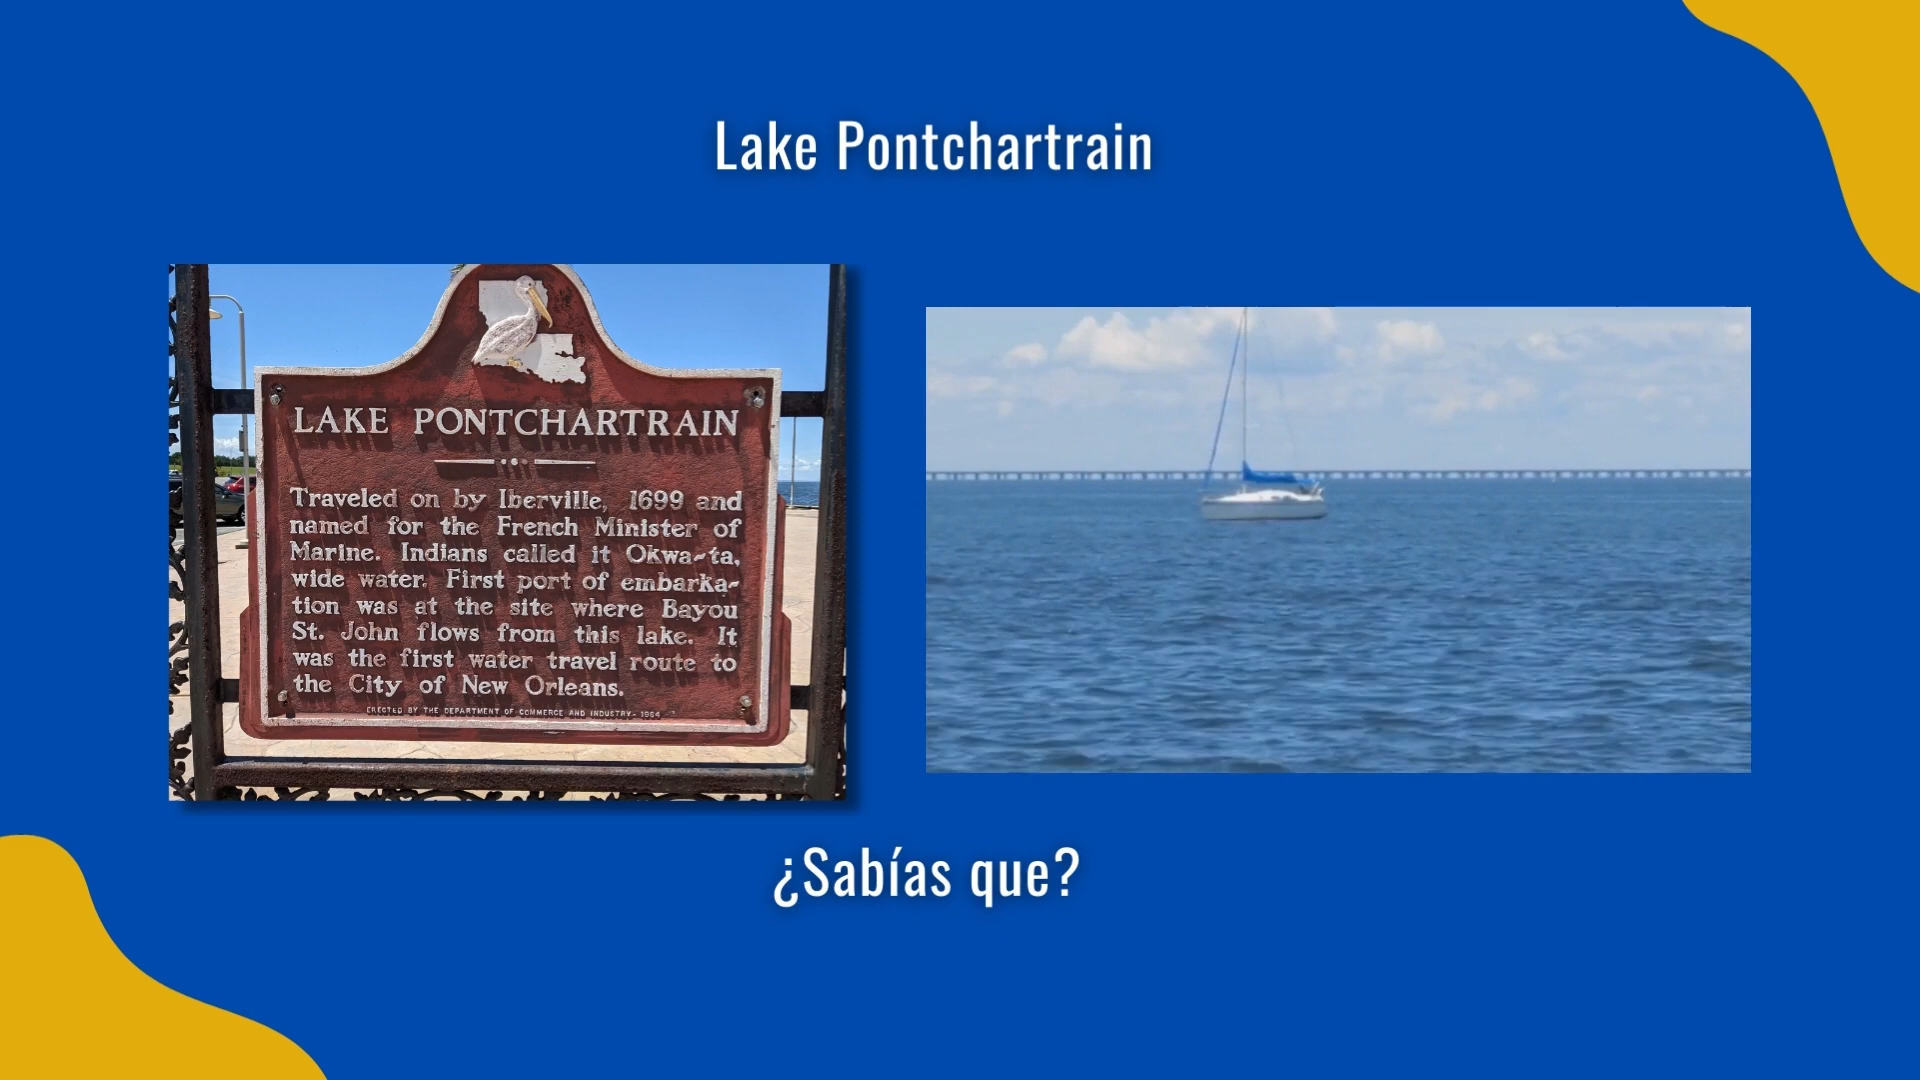 Lake Pontchartrain
LAKE PONTCHARTRAIN
Traveled on by Iberville, 1699 and
named for the French Minister of
Marine. Indians called it Okwa-ta,
wide water. First port of embarka-
tion was at the site where Bayou
St. John flows from this lake. It
was the first water travel route to
the City of New Orleans.
ERECTED BY THE DEPARTMENT OF COMMERCE AND INDUSTRY - 1964
¿Sabías que?